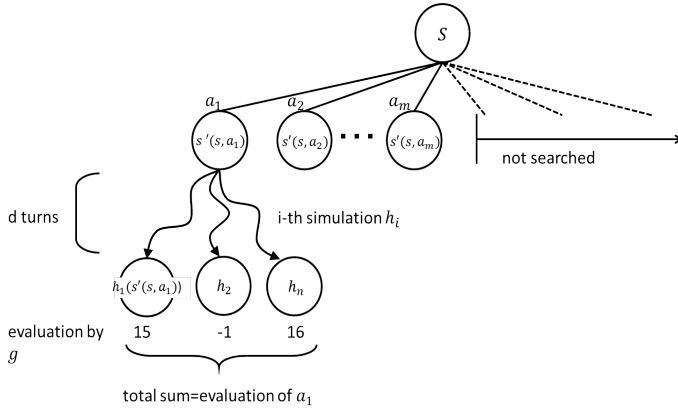 S
a₁
a₂
aₘ
s'(s,a₁)
s'(s,a₂)
...
s'(s,aₘ)
not searched
d turns
i-th simulation hᵢ
h₁(s'(s,a₁))
h₂
hₙ
evaluation by
g
15
-1
16
total sum=evaluation of a₁